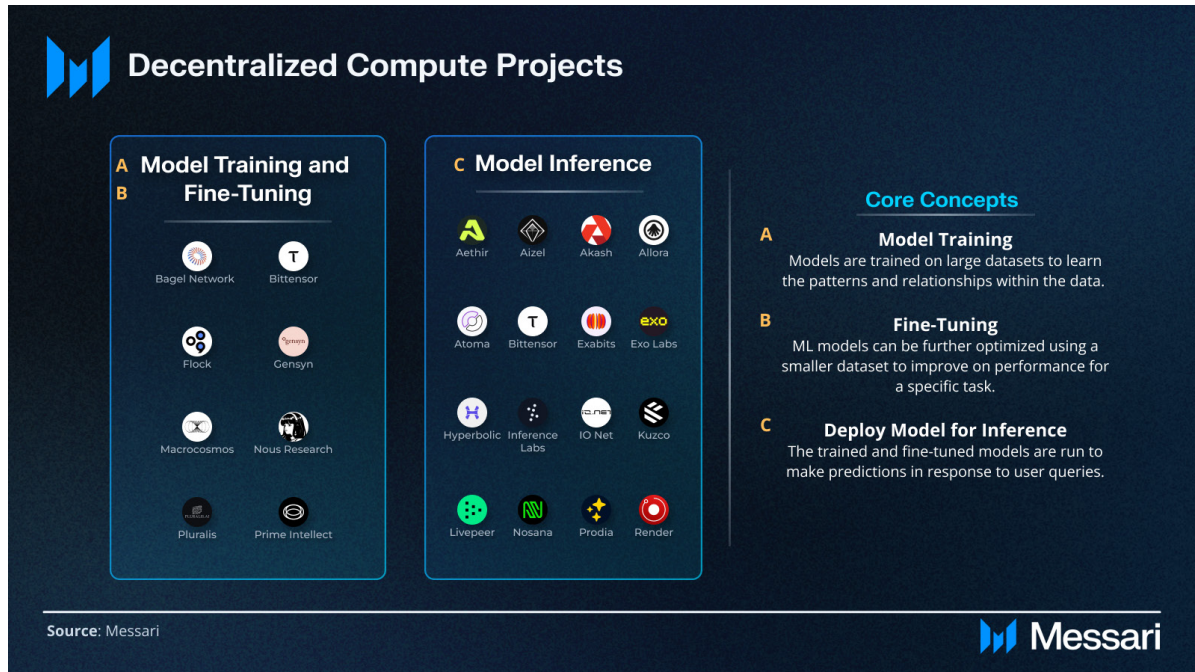 Decentralized Compute Projects
A Model Training and
B Fine-Tuning
Bagel Network Bittensor
Flock gensyn Gensyn
Macrocosmos Nous Research
PLURALIS Pluralis Prime Intellect
C Model Inference
Aethir Aizel Akash Allora
exo
Atoma Bittensor Exabits Exo Labs
IO.NET
Hyperbolic Inference Labs IO Net Kuzco
Livepeer Nosana Prodia Render
Core Concepts
A Model Training
Models are trained on large datasets to learn
the patterns and relationships within the data.
B Fine-Tuning
ML models can be further optimized using a
smaller dataset to improve on performance for
a specific task.
C Deploy Model for Inference
The trained and fine-tuned models are run to
make predictions in response to user queries.
Source: Messari
Messari